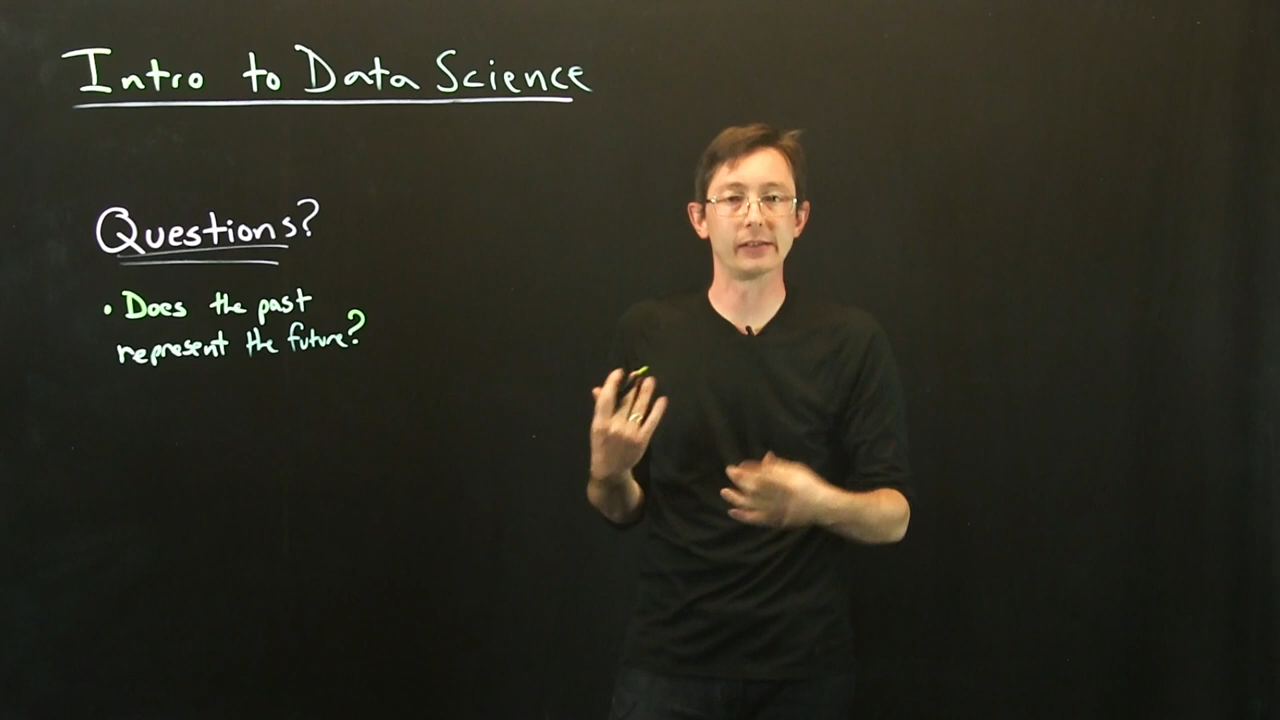 Intro to Data Science
Questions?
• Does the past
represent the future?